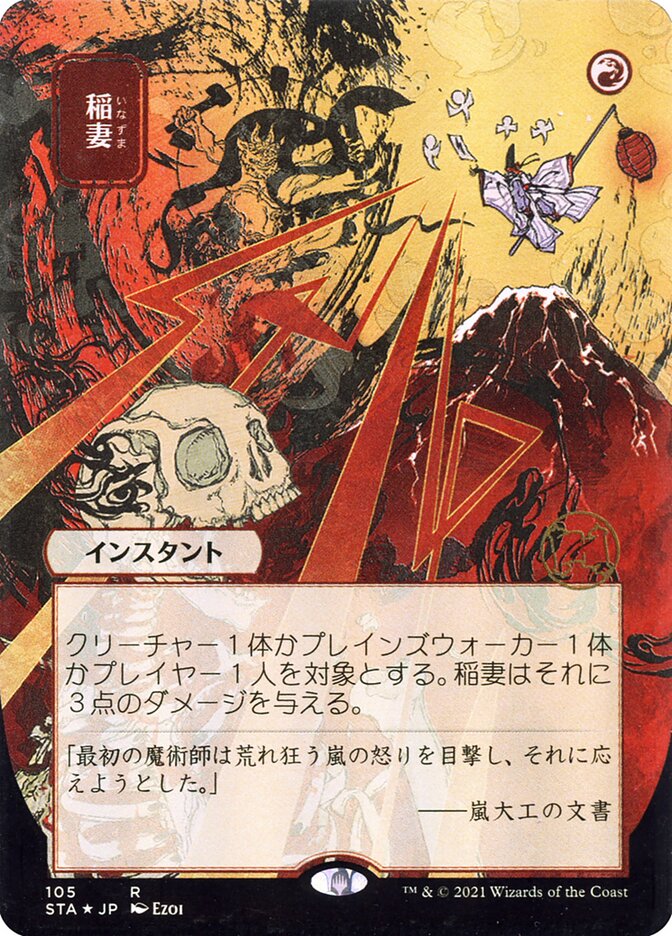 稲妻
いなずま
インスタント
クリーチャー1体かプレインズウォーカー1体
かプレイヤー1人を対象とする。稲妻はそれに
3点のダメージを与える。
「最初の魔術師は荒れ狂う嵐の怒りを目撃し、それに応
えようとした。」
──嵐大工の文書
105 R
STA★JP Ezoi
™ & © 2021 Wizards of the Coast